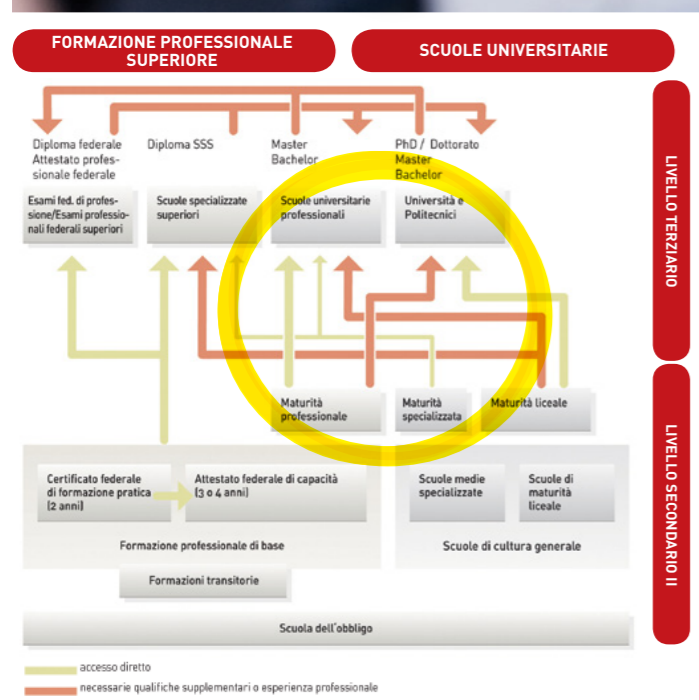 FORMAZIONE PROFESSIONALE
SUPERIORE
SCUOLE UNIVERSITARIE
LIVELLO TERZIARIO
Diploma federale
Attestato profes-
sionale federale
Diploma SSS
Master
Bachelor
PhD / Dottorato
Master
Bachelor
Esami fed. di profes-
sione/Esami professio-
nali federali superiori
Scuole specializzate
superiori
Scuole universitarie
professionali
Università e
Politecnici
LIVELLO SECONDARIO II
Maturità
professionale
Maturità
specializzata
Maturità liceale
Certificato federale
di formazione pratica
(2 anni)
Attestato federale di capacità
(3 o 4 anni)
Scuole medie
specializzate
Scuole di
maturità
liceale
Formazione professionale di base
Scuole di cultura generale
Formazioni transitorie
Scuola dell'obbligo
accesso diretto
necessarie qualifiche supplementari o esperienza professionale